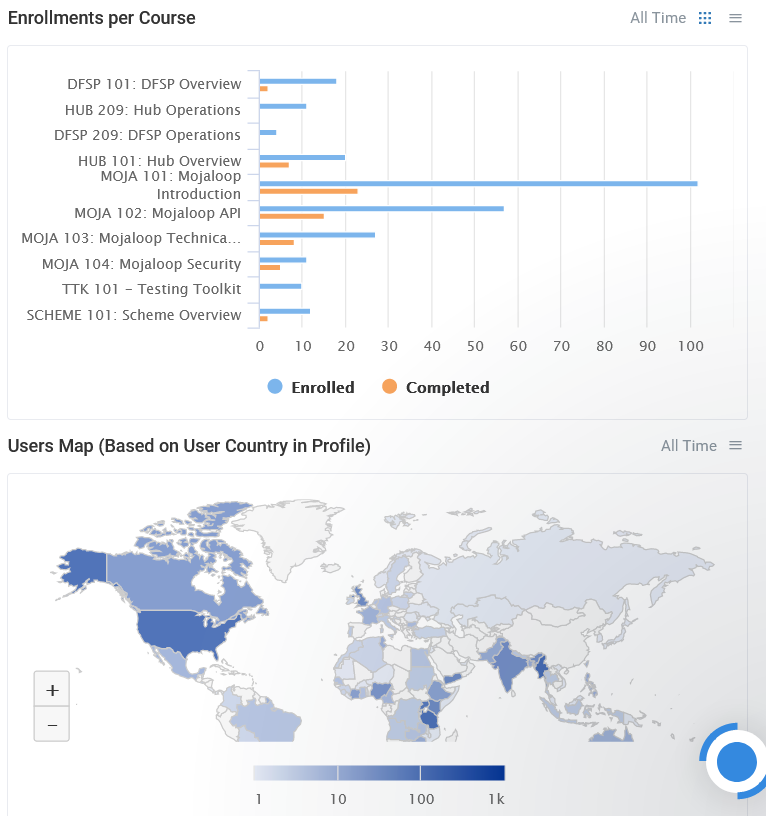 Enrollments per Course
All Time
DFSP 101: DFSP Overview
HUB 209: Hub Operations
DFSP 209: DFSP Operations
HUB 101: Hub Overview
MOJA 101: Mojaloop
Introduction
MOJA 102: Mojaloop API
MOJA 103: Mojaloop Technica...
MOJA 104: Mojaloop Security
TTK 101 - Testing Toolkit
SCHEME 101: Scheme Overview
0 10 20 30 40 50 60 70 80 90 100
Enrolled Completed
Users Map (Based on User Country in Profile)
All Time
+
−
1 10 100 1k